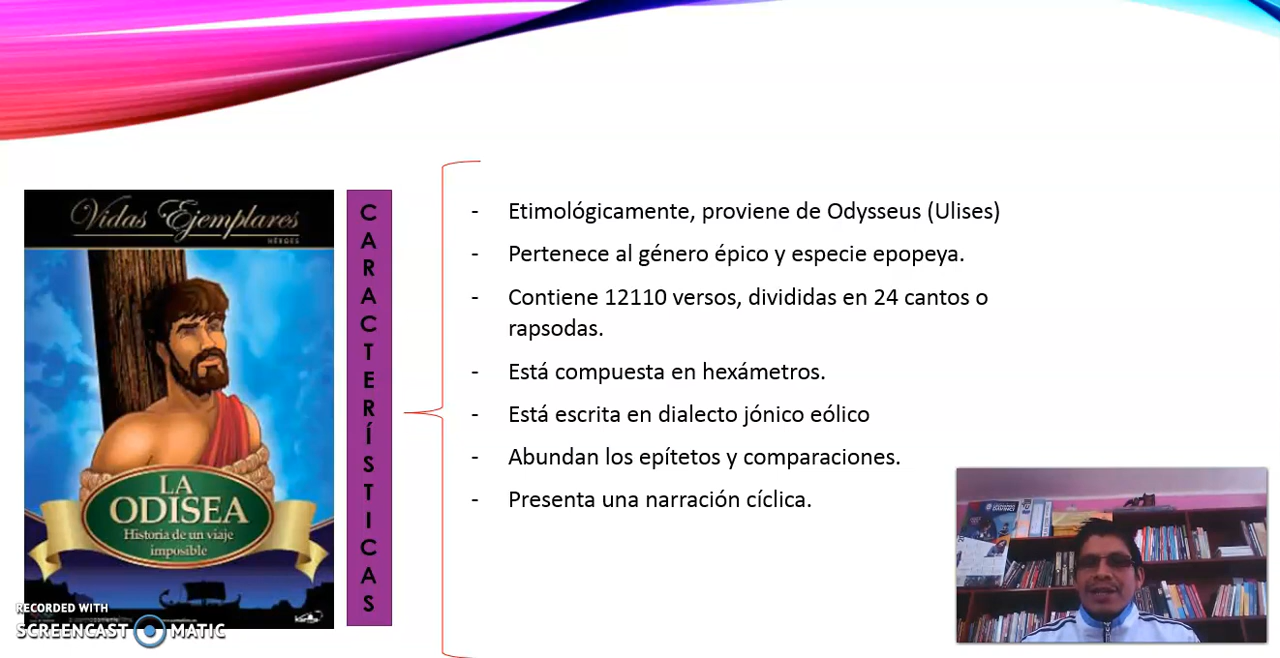 Vidas Ejemplares
HÉROES
LA
ODISEA
Historia de un viaje
imposible
RECORDED WITH
SCREENCAST MATIC
C
A
R
A
C
T
E
R
Í
S
T
I
C
A
S
- Etimológicamente, proviene de Odysseus (Ulises)
- Pertenece al género épico y especie epopeya.
- Contiene 12110 versos, divididas en 24 cantos o
rapsodas.
- Está compuesta en hexámetros.
- Está escrita en dialecto jónico eólico
- Abundan los epítetos y comparaciones.
- Presenta una narración cíclica.